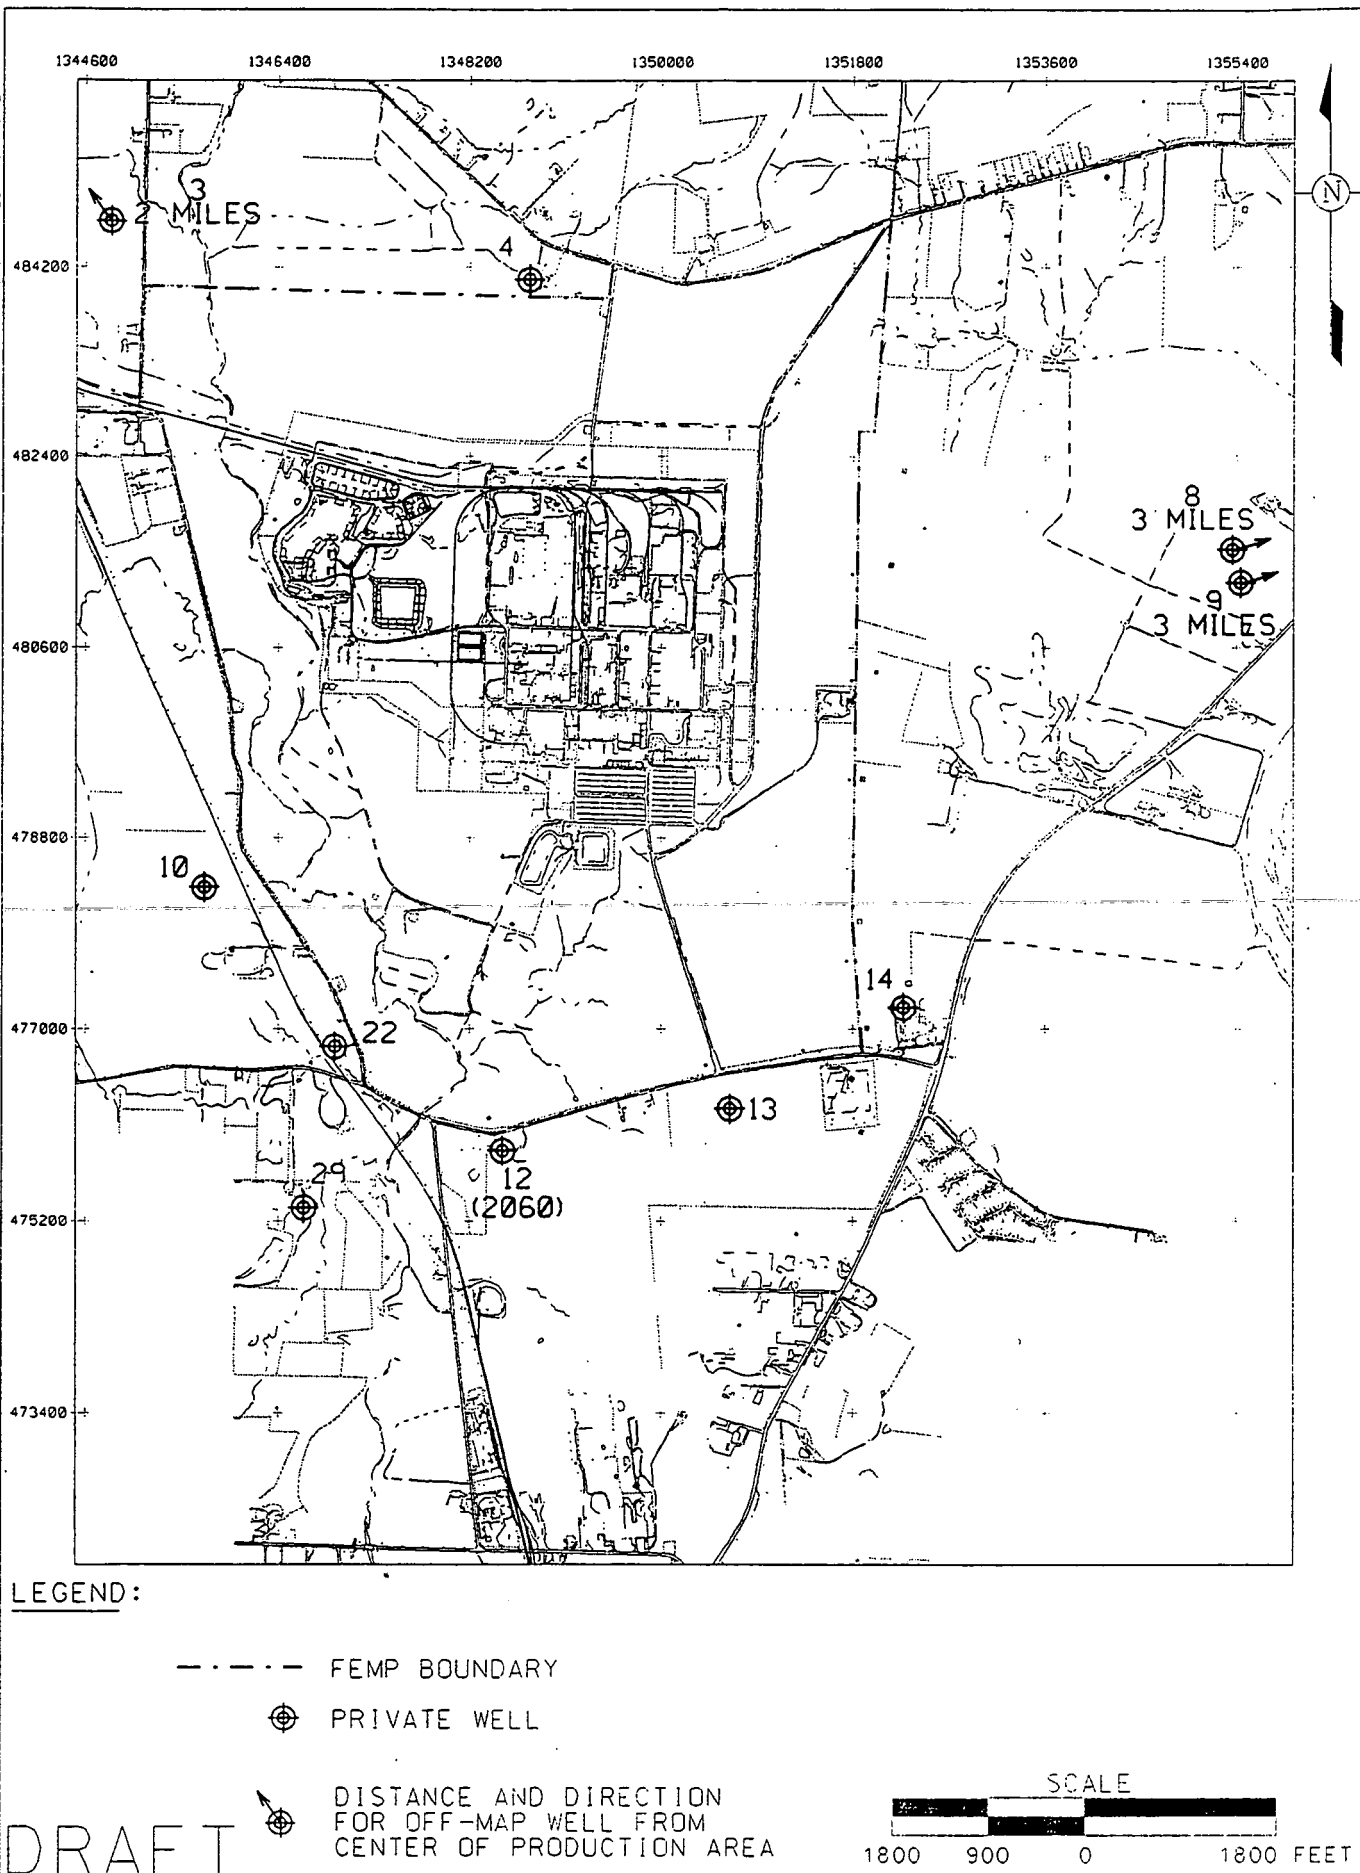 1344600 1346400 1348200 1350000 1351800 1353600 1355400
N
3
2 MILES
4
484200
482400
8
3 MILES
9
3 MILES
480600
478800
10
14
477000
22
13
29
12
(2060)
475200
473400
LEGEND:
FEMP BOUNDARY
PRIVATE WELL
DISTANCE AND DIRECTION
FOR OFF-MAP WELL FROM
CENTER OF PRODUCTION AREA
SCALE
1800 900 0 1800 FEET
DRAFT